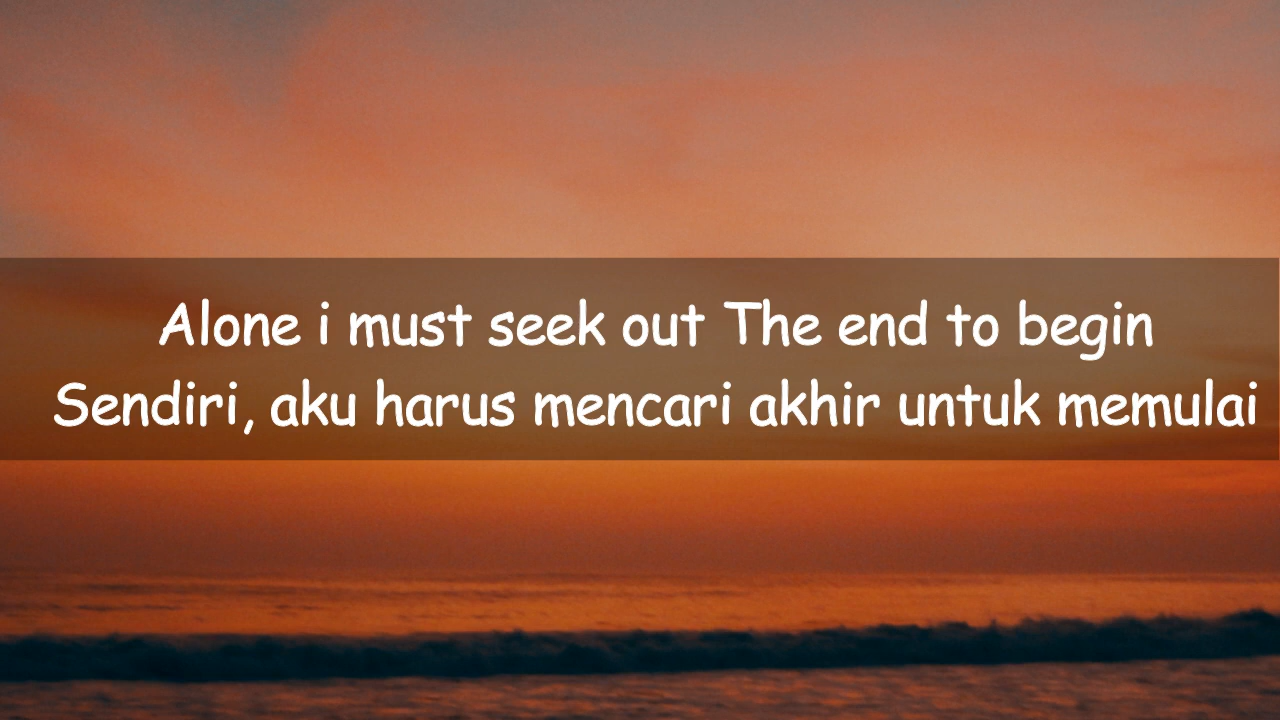 Alone i must seek out The end to begin
Sendiri, aku harus mencari akhir untuk memulai